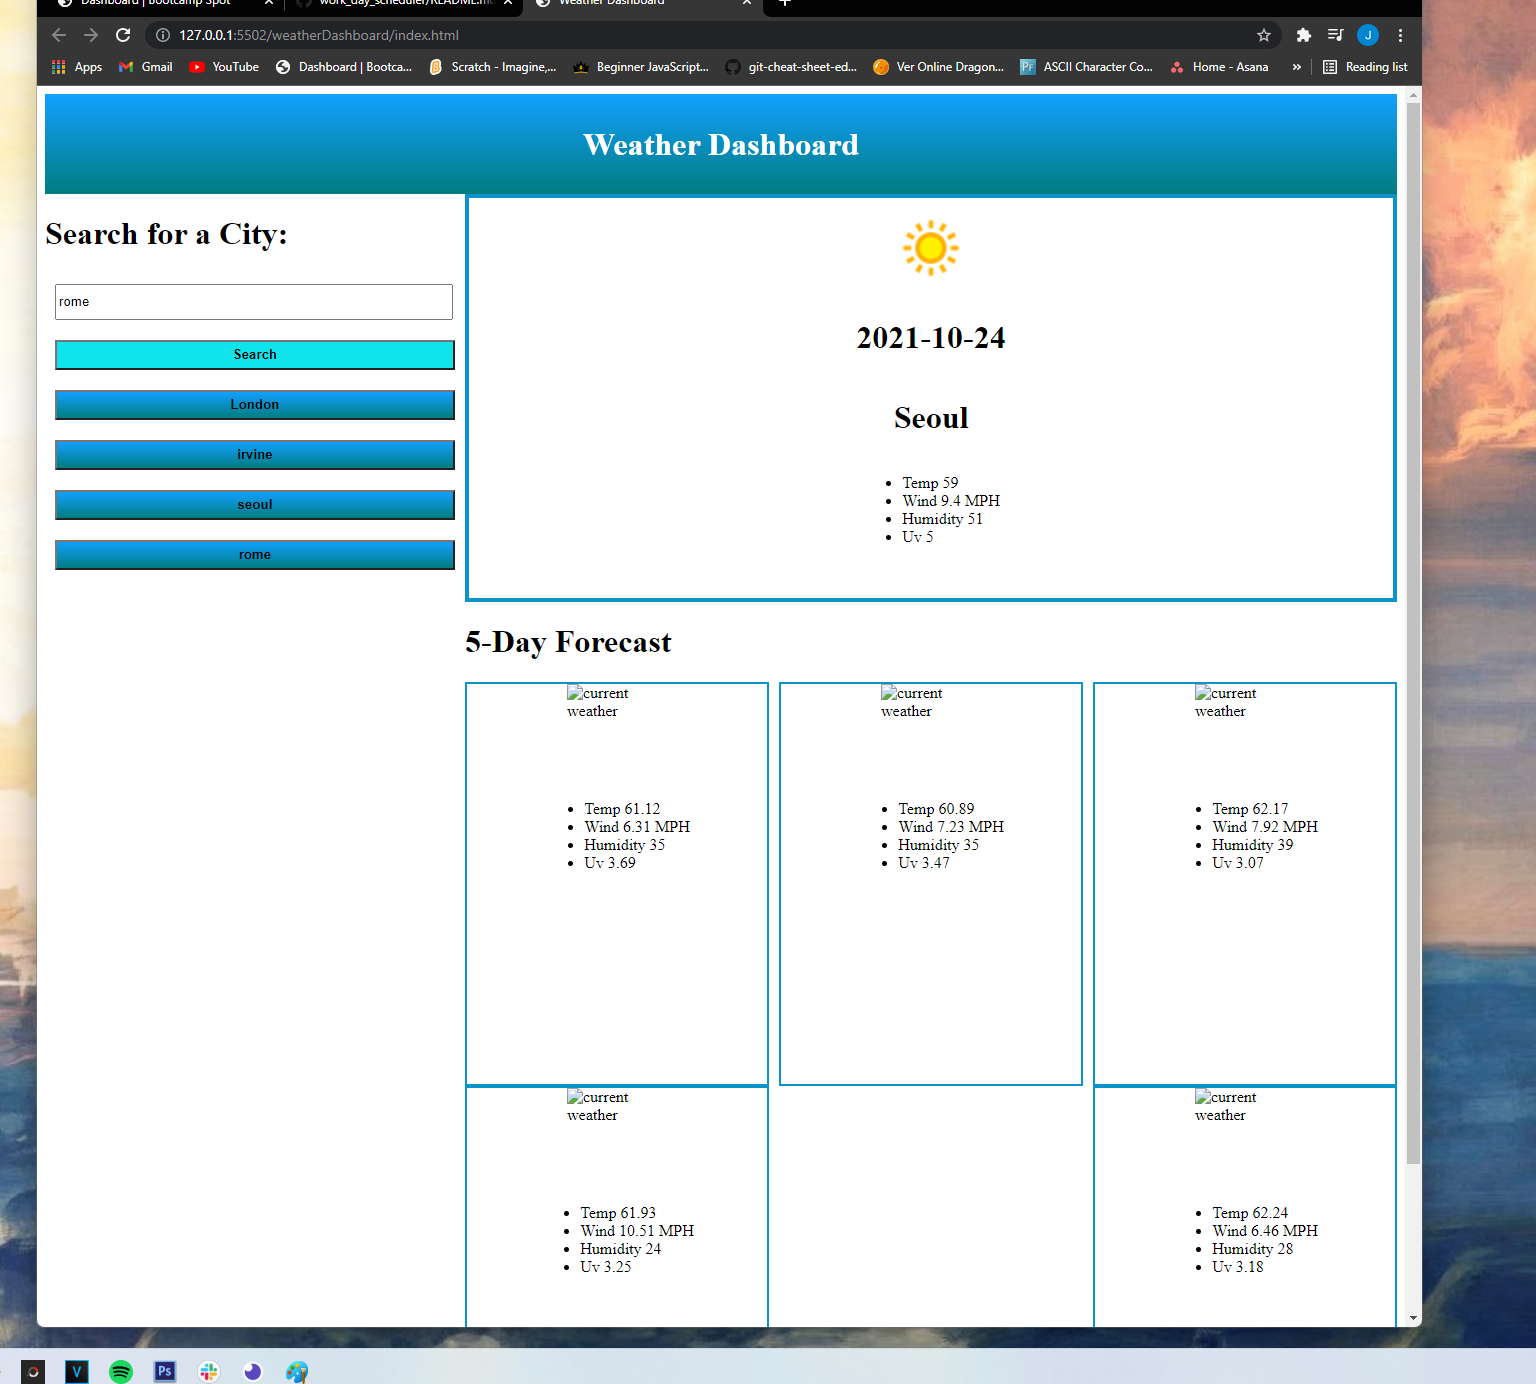 Dashboard | Bootcamp Spot
work_day_scheduler/README.md
Weather Dashboard
127.0.0.1:5502/weatherDashboard/index.html
J
Apps
Gmail
YouTube
Dashboard | Bootca...
Scratch - Imagine,...
Beginner JavaScript...
git-cheat-sheet-ed...
Ver Online Dragon...
ASCII Character Co...
Home - Asana
»
Reading list
Weather Dashboard
Search for a City:
rome
Search
London
irvine
seoul
rome
2021-10-24
Seoul
Temp 59
Wind 9.4 MPH
Humidity 51
Uv 5
5-Day Forecast
current
weather
Temp 61.12
Wind 6.31 MPH
Humidity 35
Uv 3.69
current
weather
Temp 60.89
Wind 7.23 MPH
Humidity 35
Uv 3.47
current
weather
Temp 62.17
Wind 7.92 MPH
Humidity 39
Uv 3.07
current
weather
Temp 61.93
Wind 10.51 MPH
Humidity 24
Uv 3.25
current
weather
Temp 62.24
Wind 6.46 MPH
Humidity 28
Uv 3.18
V
Ps